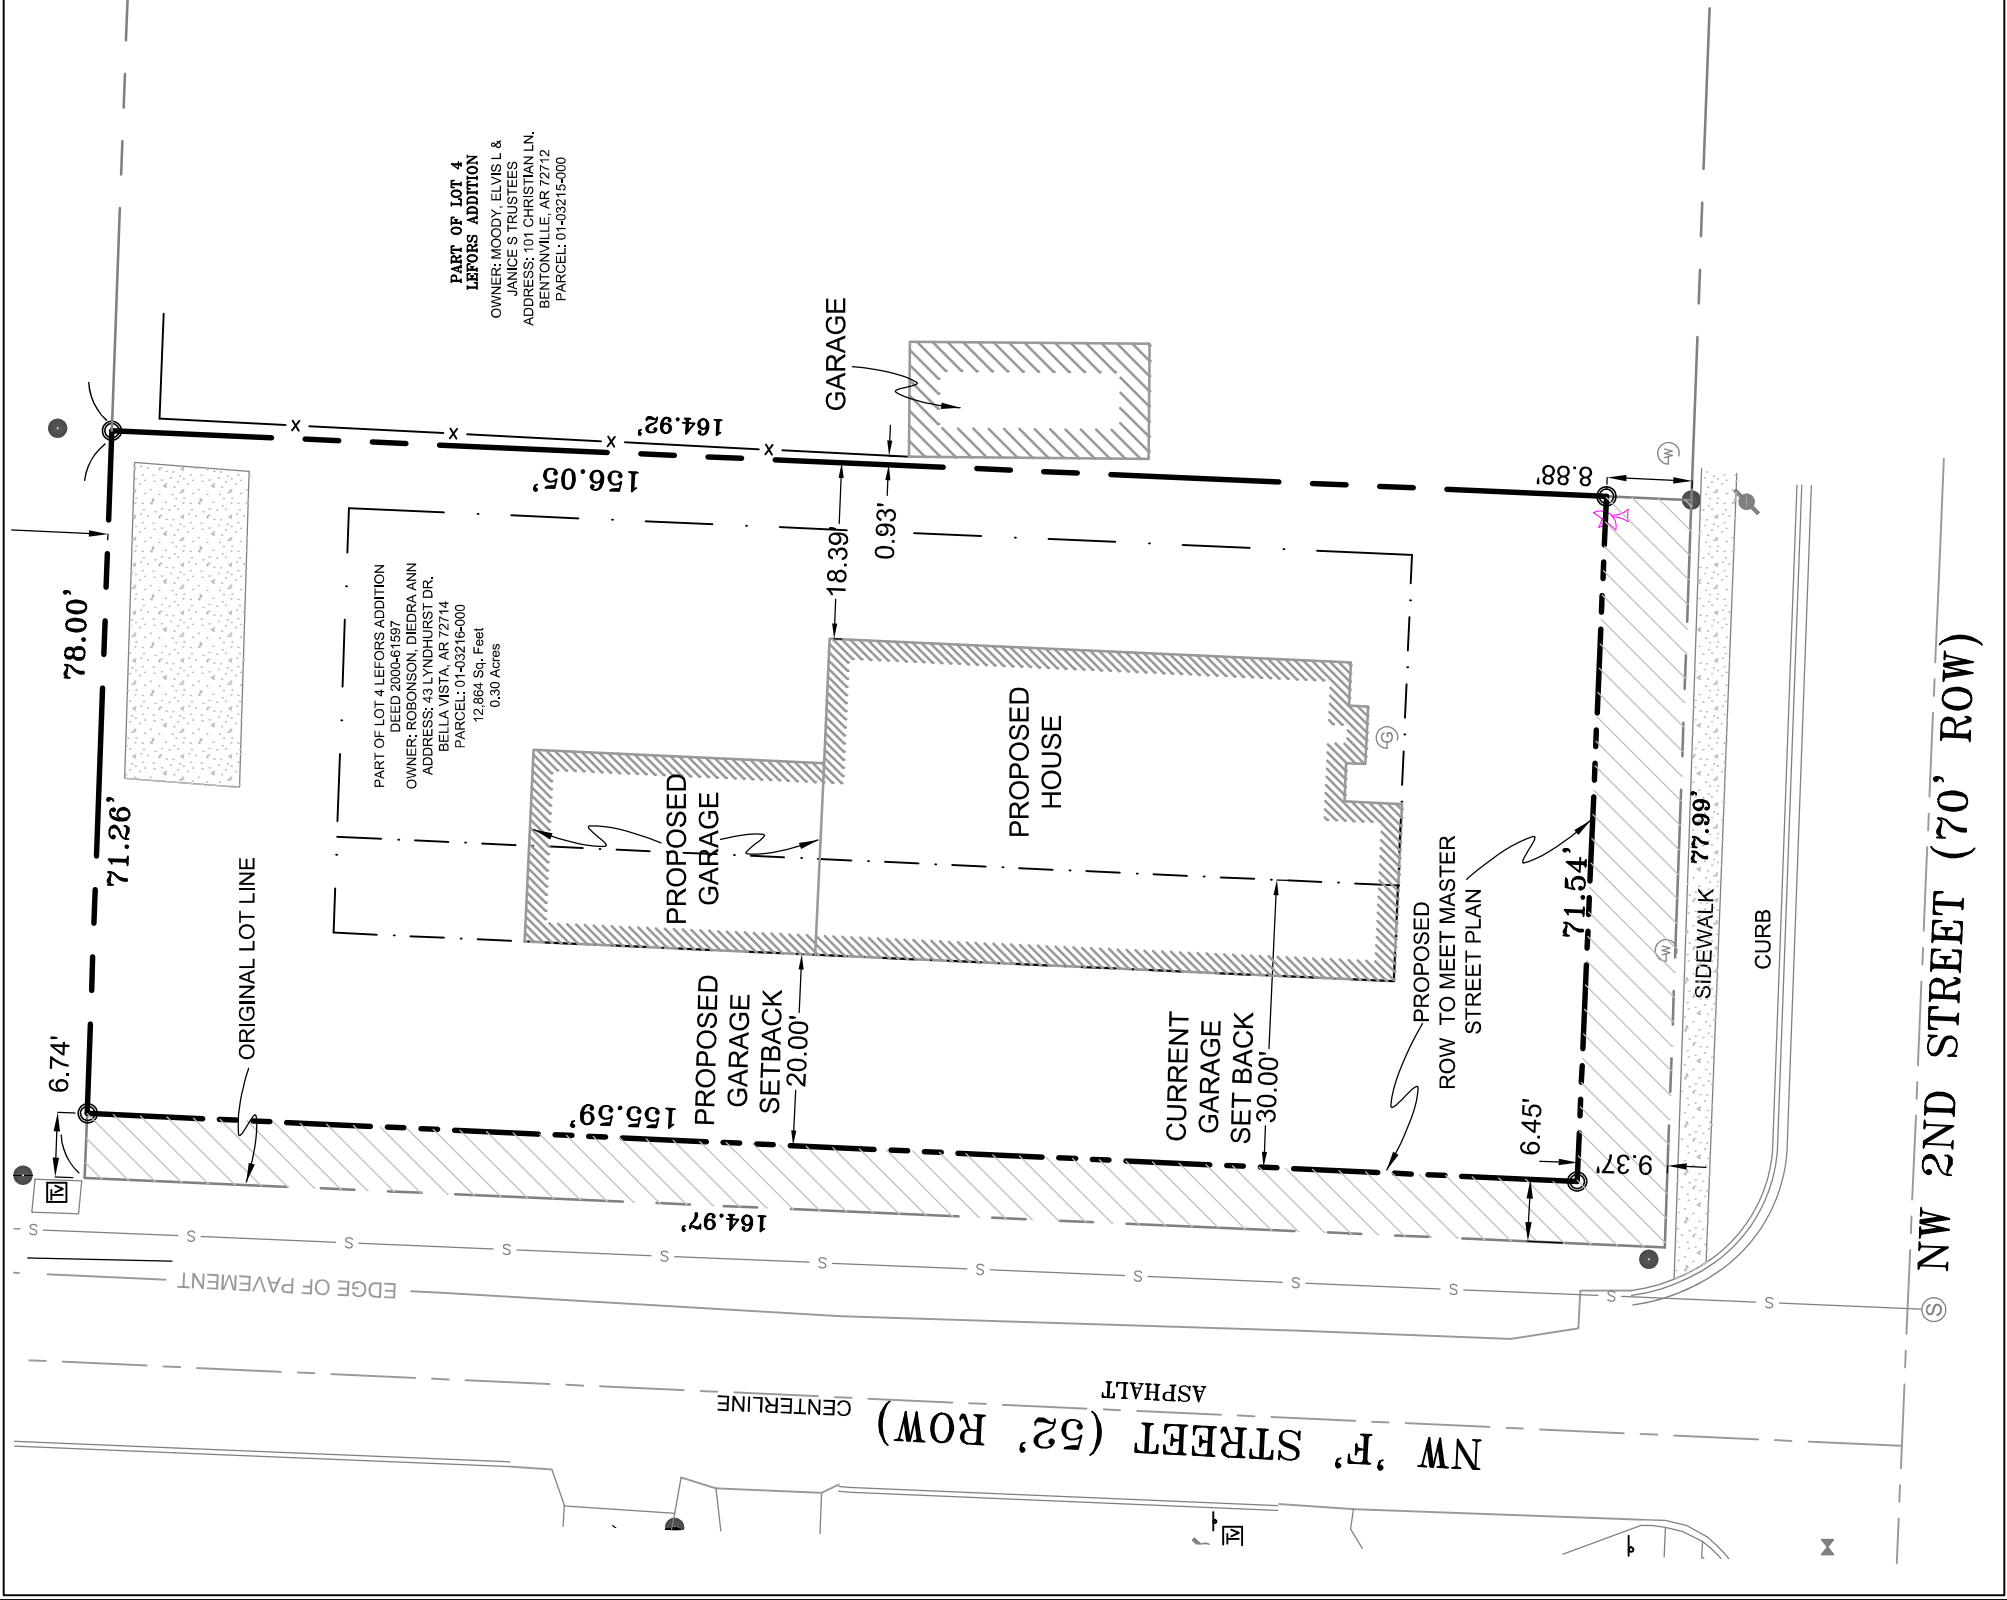 PART OF LOT 4
LEFORS ADDITION
OWNER: MOODY, ELVIS L &
JANICE S TRUSTEES
ADDRESS: 101 CHRISTIAN LN.
BENTONVILLE, AR 72712
PARCEL: 01-03215-000
GARAGE
164.92'
156.05'
8.88'
W
18.39'
0.93'
78.00'
PART OF LOT 4 LEFORS ADDITION
DEED 2000-61597
OWNER: ROBONSON, DIEDRA ANN
ADDRESS: 43 LYNDHURST DR.
BELLA VISTA, AR 72714
PARCEL: 01-03216-000
12,864 Sq. Feet
0.30 Acres
71.26'
PROPOSED
HOUSE
G
PROPOSED
GARAGE
ORIGINAL LOT LINE
6.74'
TV
PROPOSED
GARAGE
SETBACK
20.00'
CURRENT
GARAGE
SET BACK
30.00'
PROPOSED
ROW TO MEET MASTER
STREET PLAN
71.54'
77.99'
W
SIDEWALK
CURB
155.59'
6.45'
9.37'
164.97'
X
X
X
X
S
S
S
S
S
S
S
S
S
S
S
S
S
EDGE OF PAVEMENT
CENTERLINE
ASPHALT
NW 'F' STREET (52' ROW)
NW 2ND STREET (70' ROW)
TV